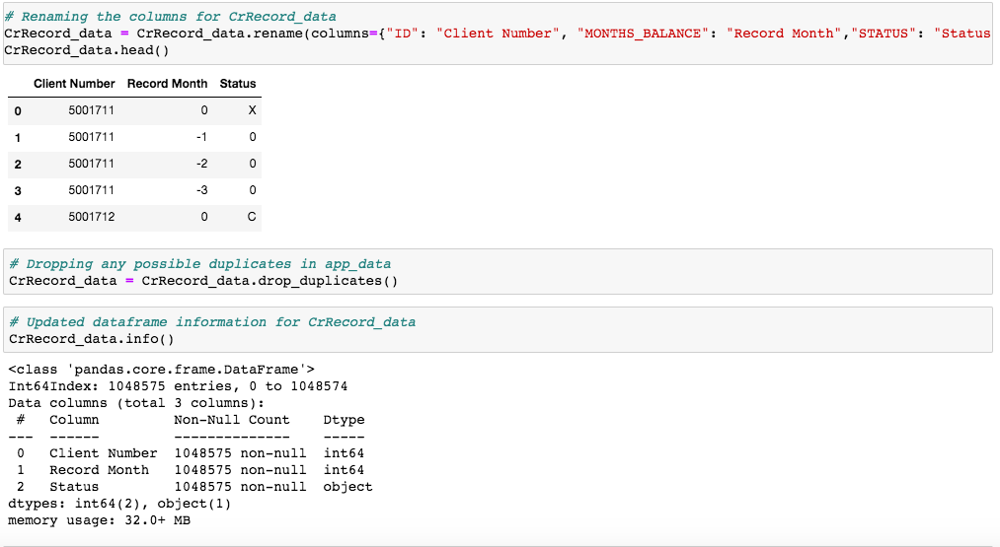 # Renaming the columns for CrRecord_data
CrRecord_data = CrRecord_data.rename(columns={"ID": "Client Number", "MONTHS_BALANCE": "Record Month","STATUS": "Status
CrRecord_data.head()
Client Number Record Month Status
0 5001711 0 X
1 5001711 -1 0
2 5001711 -2 0
3 5001711 -3 0
4 5001712 0 C
# Dropping any possible duplicates in app_data
CrRecord_data = CrRecord_data.drop_duplicates()
# Updated dataframe information for CrRecord_data
CrRecord_data.info()
<class 'pandas.core.frame.DataFrame'>
Int64Index: 1048575 entries, 0 to 1048574
Data columns (total 3 columns):
#   Column         Non-Null Count    Dtype
---  ------         --------------    -----
0   Client Number  1048575 non-null  int64
1   Record Month   1048575 non-null  int64
2   Status         1048575 non-null  object
dtypes: int64(2), object(1)
memory usage: 32.0+ MB